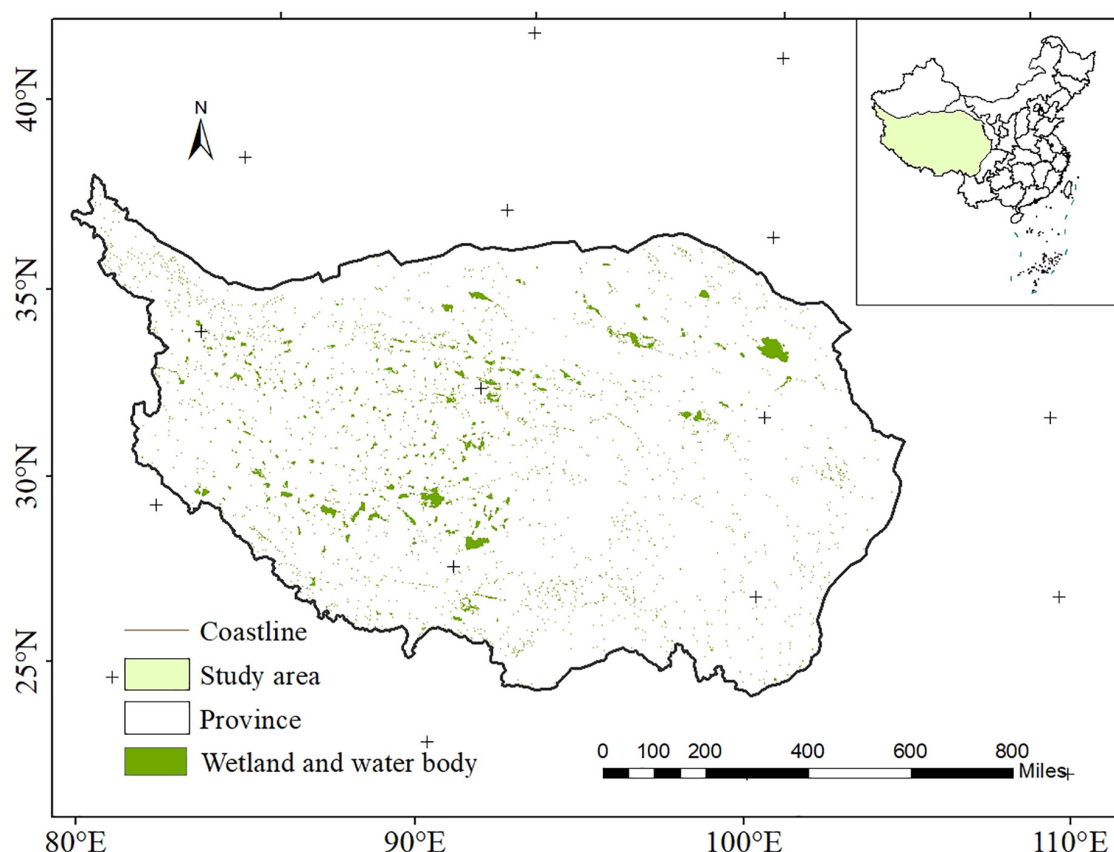 40°N
35°N
30°N
25°N
N
Coastline
Study area
Province
Wetland and water body
0 100 200 400 600 800
Miles
80°E 90°E 100°E 110°E